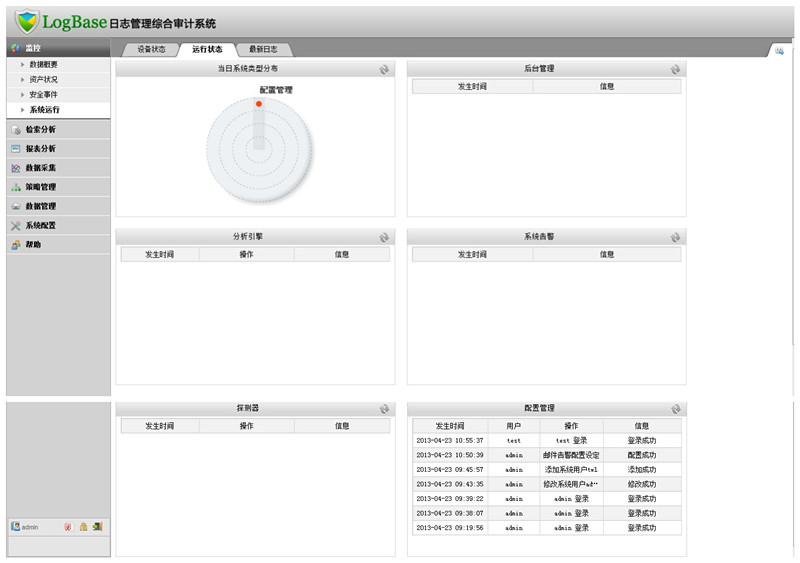 LogBase日志管理综合审计系统
监控
数据概要
资产状况
安全事件
系统运行
检索分析
报表分析
数据采集
策略管理
数据管理
系统配置
帮助
admin
设备状态 运行状态 最新日志
当日系统类型分布
配置管理
后台管理
发生时间 信息
分析引擎
发生时间 操作 信息
系统告警
发生时间 信息
探测器
发生时间 操作 信息
配置管理
发生时间 用户 操作 信息
2013-04-23 10:55:37 test test 登录 登录成功
2013-04-23 10:50:39 admin 邮件告警配置设定 配置成功
2013-04-23 09:45:57 admin 添加系统用户twl 添加成功
2013-04-23 09:43:35 admin 修改系统用户ad… 修改成功
2013-04-23 09:39:22 admin admin 登录 登录成功
2013-04-23 09:38:07 admin admin 登录 登录成功
2013-04-23 09:19:56 admin admin 登录 登录成功